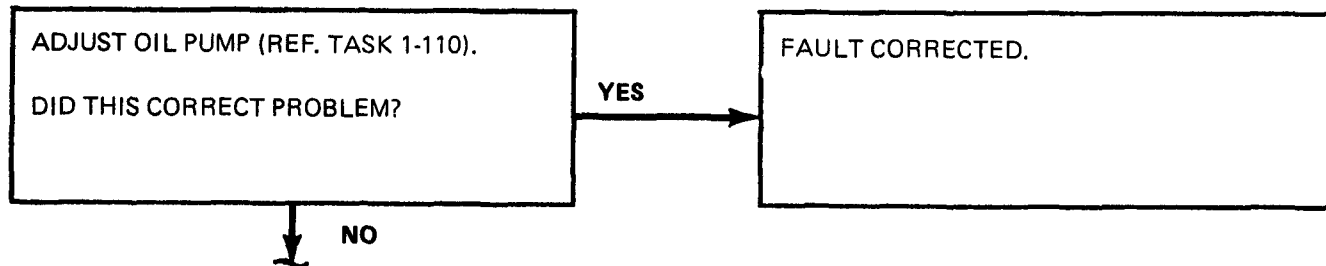 ADJUST OIL PUMP (REF. TASK 1-110).
DID THIS CORRECT PROBLEM?
YES
FAULT CORRECTED.
NO